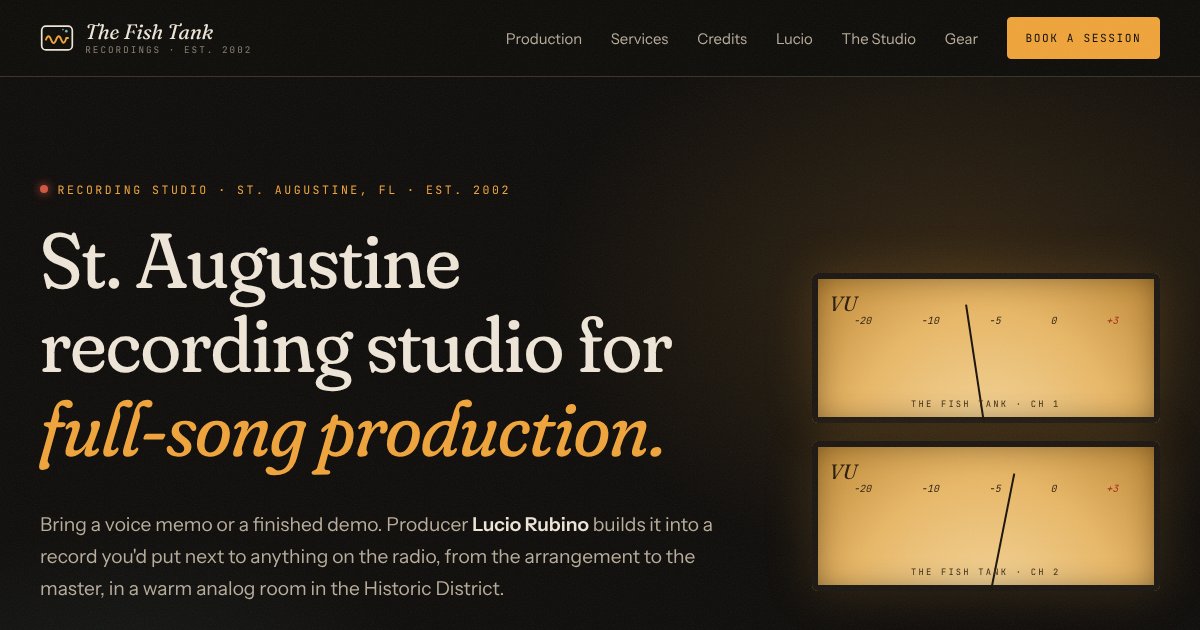 The Fish Tank
RECORDINGS · EST. 2002
Production Services Credits Lucio The Studio Gear BOOK A SESSION
RECORDING STUDIO · ST. AUGUSTINE, FL · EST. 2002
St. Augustine
recording studio for
full-song production.
Bring a voice memo or a finished demo. Producer Lucio Rubino builds it into a
record you'd put next to anything on the radio, from the arrangement to the
master, in a warm analog room in the Historic District.
VU
-20 -10 -5 0 +3
THE FISH TANK · CH 1
VU
-20 -10 -5 0 +3
THE FISH TANK · CH 2